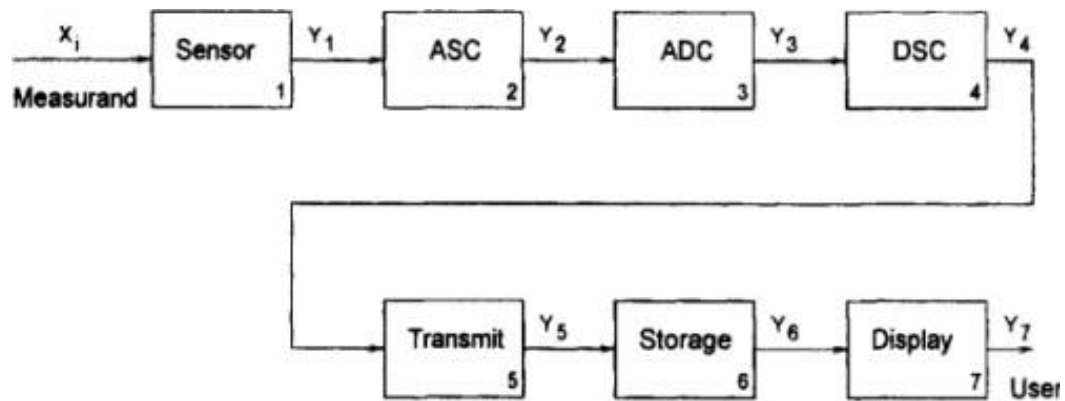 Xi Sensor Y1 ASC Y2 ADC Y3 DSC Y4
Measurand 1 2 3 4
Transmit Y5 Storage Y6 Display Y7
5 6 7 User